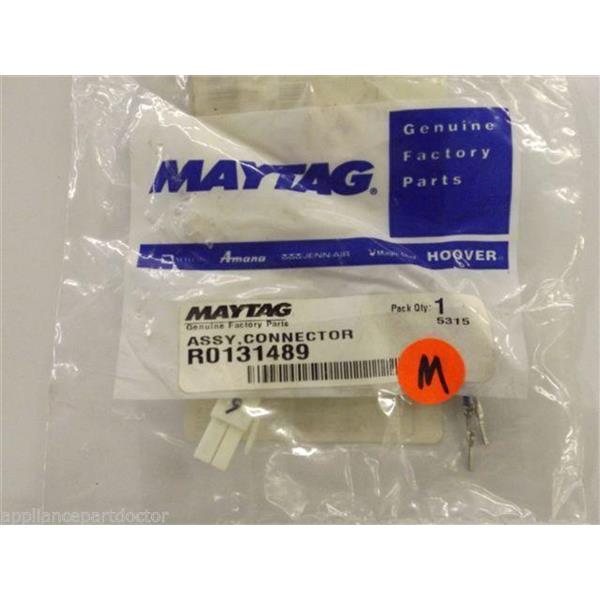 Genuine
Factory
Parts
MAYTAG®
Amana JENN-AIR HOOVER
MAYTAG
Genuine Factory Parts
Pack Qty: 1
5315
ASSY,CONNECTOR
R0131489
M
appliancepartdoctor